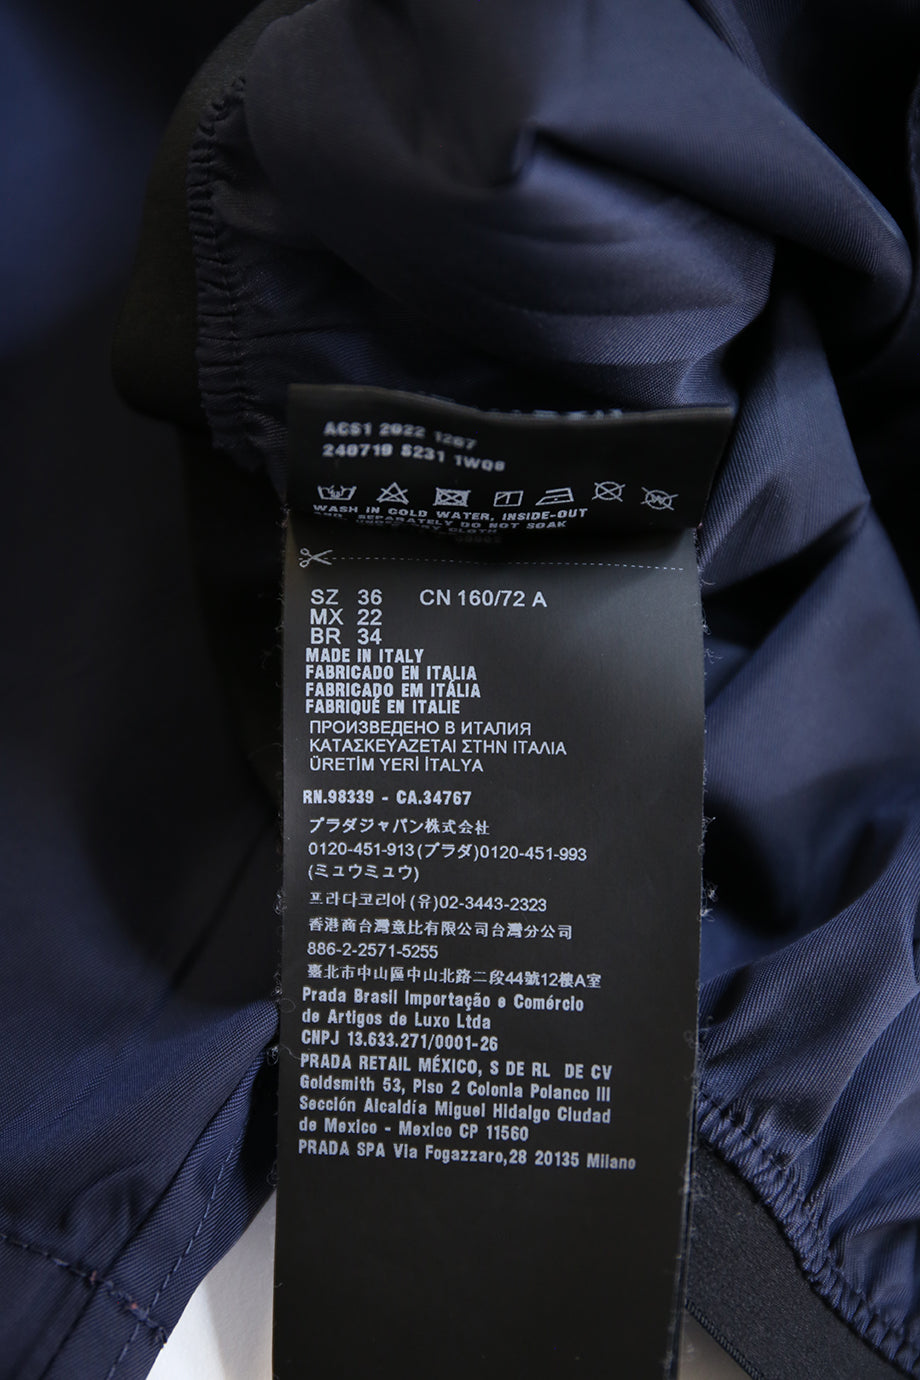 ACS1 2022 1267
240719 S231 1WQ8
WASH IN COLD WATER, INSIDE-OUT
AND, SEPARATELY DO NOT SOAK
SZ 36 CN 160/72 A
MX 22
BR 34
MADE IN ITALY
FABRICADO EN ITALIA
FABRICADO EM ITÁLIA
FABRIQUÉ EN ITALIE
ПРОИЗВЕДЕНО В ИТАЛИЯ
ΚΑΤΑΣΚΕΥΑΖΕΤΑΙ ΣΤΗΝ ΙΤΑΛΙΑ
ÜRETİM YERİ İTALYA
RN.98339 - CA.34767
プラダジャパン株式会社
0120-451-913(プラダ)0120-451-993
(ミュウミュウ)
프라다코리아(유)02-3443-2323
香港商台灣意比有限公司台灣分公司
886-2-2571-5255
臺北市中山區中山北路二段44號12樓A室
Prada Brasil Importação e Comércio
de Artigos de Luxo Ltda
CNPJ 13.633.271/0001-26
PRADA RETAIL MÉXICO, S DE RL DE CV
Goldsmith 53, Piso 2 Colonia Polanco III
Sección Alcaldía Miguel Hidalgo Ciudad
de Mexico - Mexico CP 11560
PRADA SPA Via Fogazzaro,28 20135 Milano